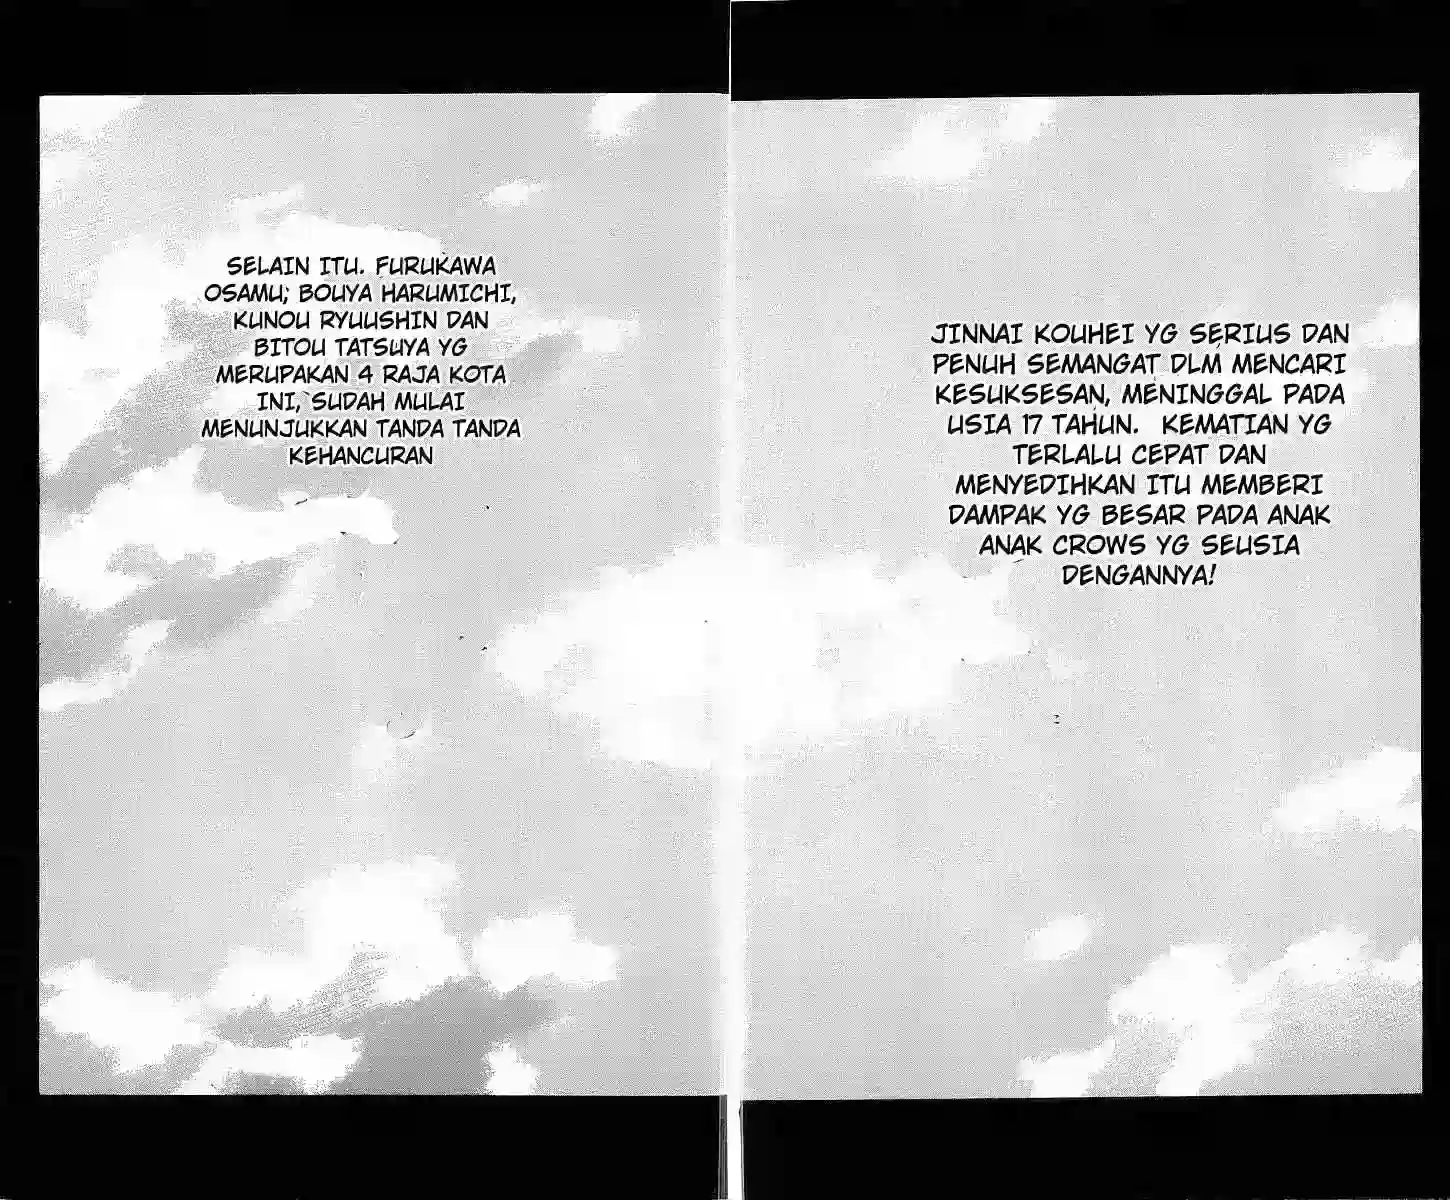 JINNAI KOUHEI YG SERIUS DAN
PENUH SEMANGAT DLM MENCARI
KESUKSESAN, MENINGGAL PADA
USIA 17 TAHUN. KEMATIAN YG
TERLALU CEPAT DAN
MENYEDIHKAN ITU MEMBERI
DAMPAK YG BESAR PADA ANAK
ANAK CROWS YG SEUSIA
DENGANNYA!
SELAIN ITU. FURUKAWA
OSAMU; BOUYA HARUMICHI,
KUNOU RYUUSHIN DAN
BITOU TATSUYA YG
MERUPAKAN 4 RAJA KOTA
INI, SUDAH MULAI
MENUNJUKKAN TANDA TANDA
KEHANCURAN